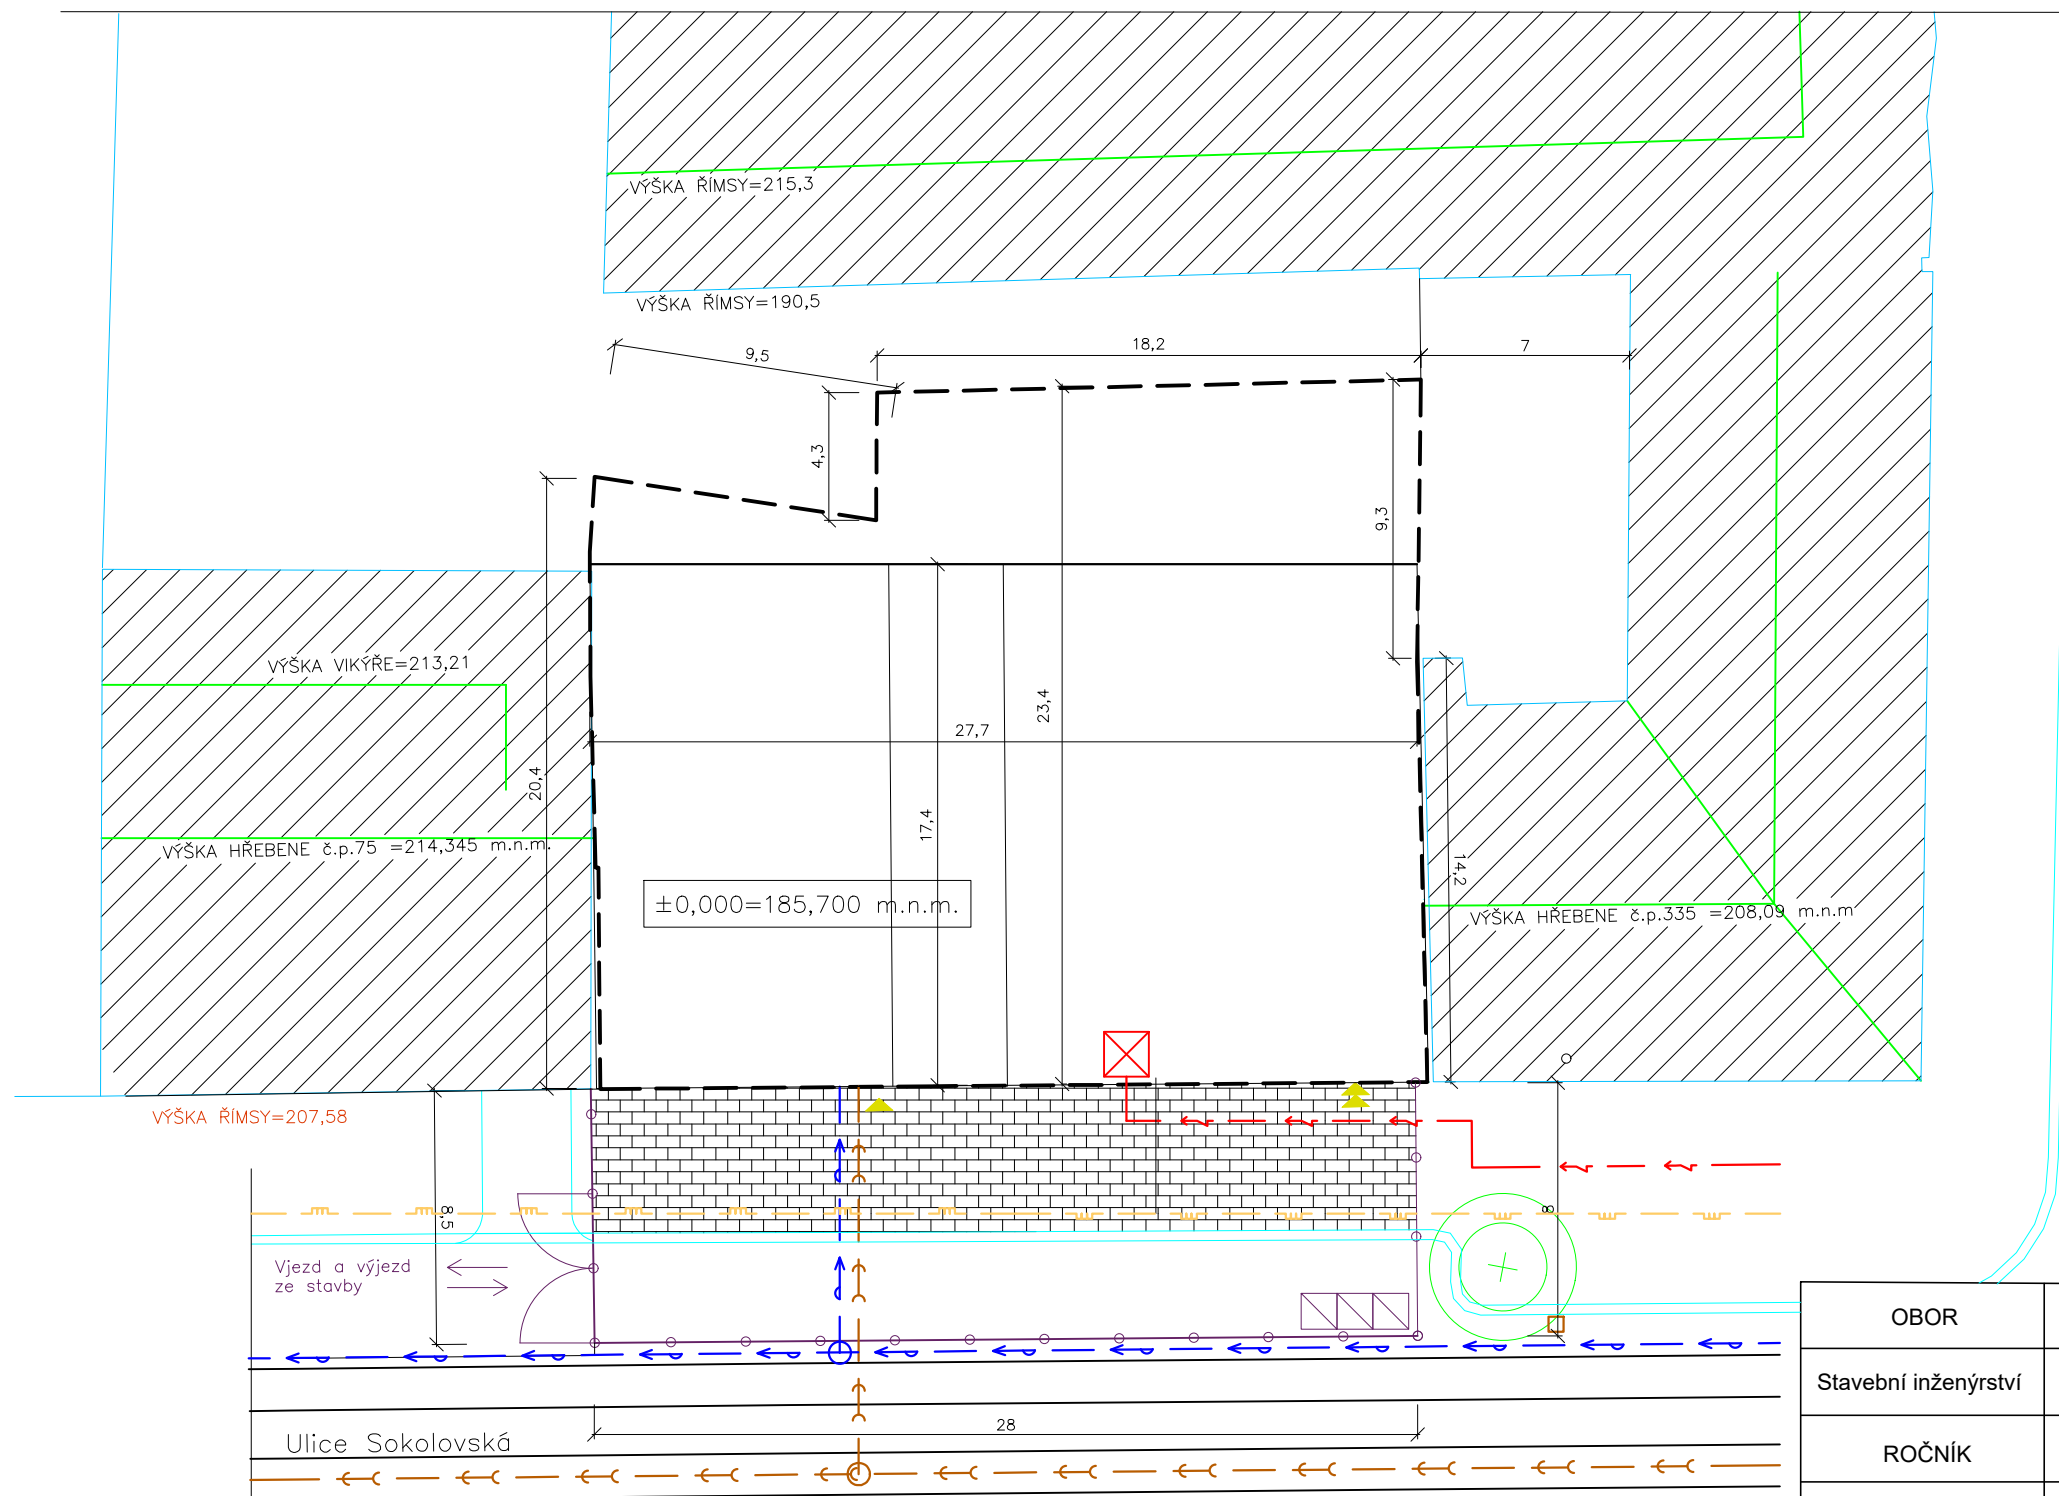 VÝŠKA ŘÍMSY=215,3
VÝŠKA ŘÍMSY=190,5
9,5
18,2
7
4,3
9,3
VÝŠKA VIKÝŘE=213,21
23,4
27,7
20,4
17,4
VÝŠKA HŘEBENE č.p.75 =214,345 m.n.m.
14,2
±0,000=185,700 m.n.m.
VÝŠKA HŘEBENE č.p.335 =208,09 m.n.m
VÝŠKA ŘÍMSY=207,58
8,5
8
Vjezd a výjezd
ze stavby
OBOR
Stavební inženýrství
28
Ulice Sokolovská
ROČNÍK